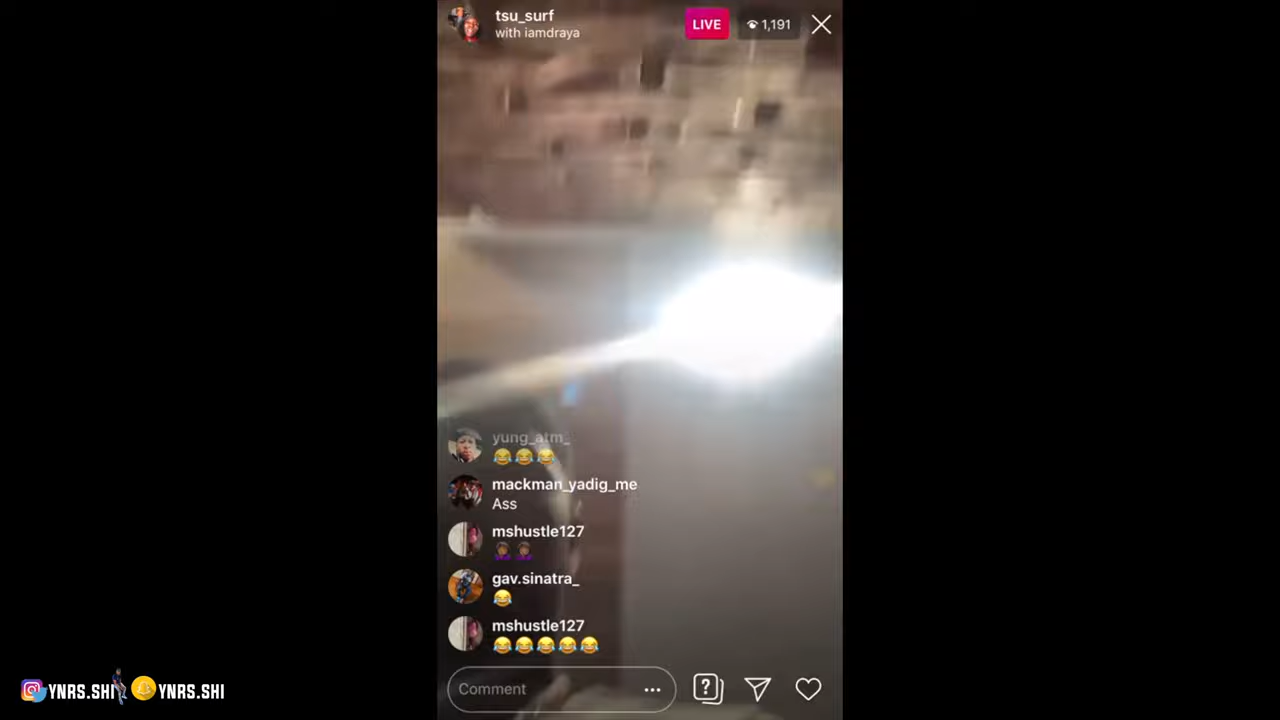 tsu_surf
with iamdraya
LIVE
1,191
yung_atm_
😂😂😂
mackman_yadig_me
Ass
mshustle127
gav.sinatra_
😂
mshustle127
😂😂😂😂😂
Comment
YNRS.SHI
YNRS.SHI